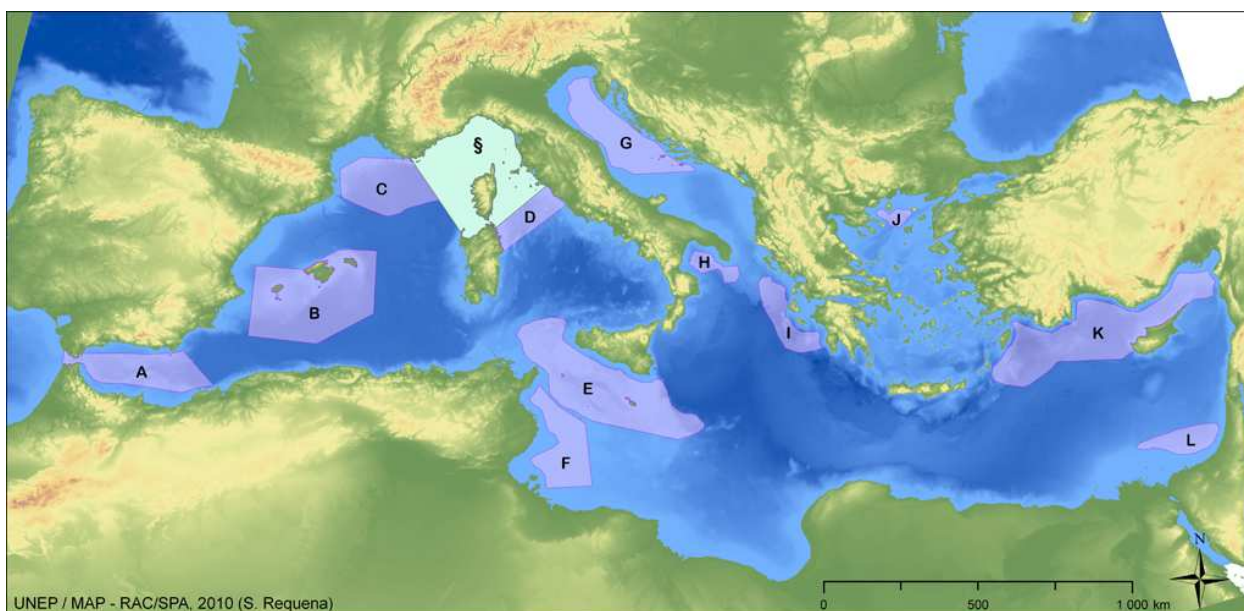 §
G
C
D
J
H
B
I
K
A
E
L
F
N
UNEP / MAP - RAC/SPA, 2010 (S. Requena)
0 500 1 000 km